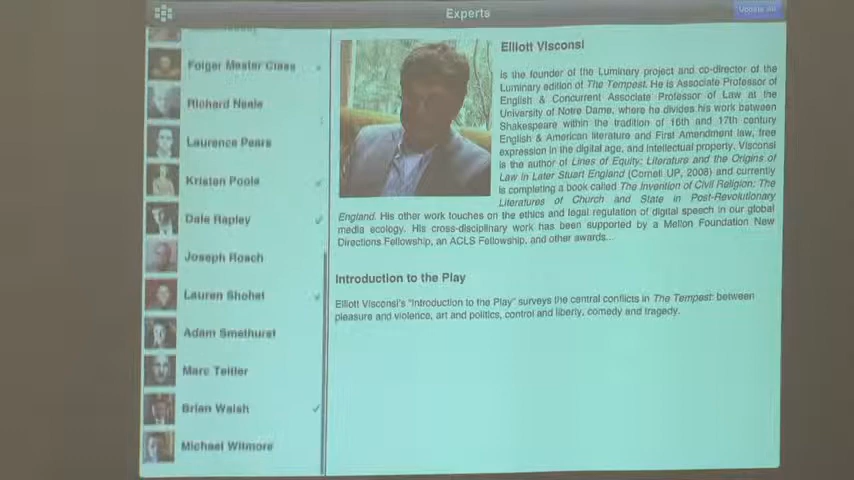 Experts
Update All
Folger Master Class
Richard Neale
Laurence Pears
Kristen Poole
Dale Rapley
Joseph Roach
Lauren Shohet
Adam Smethurst
Marc Teitler
Brian Walsh
Michael Witmore
Elliott Visconsi
is the founder of the Luminary project and co-director of the
Luminary edition of The Tempest. He is Associate Professor of
English & Concurrent Associate Professor of Law at the
University of Notre Dame, where he divides his work between
Shakespeare within the tradition of 16th and 17th century
English & American literature and First Amendment law, free
expression in the digital age, and intellectual property. Visconsi
is the author of Lines of Equity: Literature and the Origins of
Law in Later Stuart England (Cornell UP, 2008) and currently
is completing a book called The Invention of Civil Religion: The
Literatures of Church and State in Post-Revolutionary
England. His other work touches on the ethics and legal regulation of digital speech in our global
media ecology. His cross-disciplinary work has been supported by a Mellon Foundation New
Directions Fellowship, an ACLS Fellowship, and other awards...
Introduction to the Play
Elliott Visconsi's "Introduction to the Play" surveys the central conflicts in The Tempest: between
pleasure and violence, art and politics, control and liberty, comedy and tragedy.